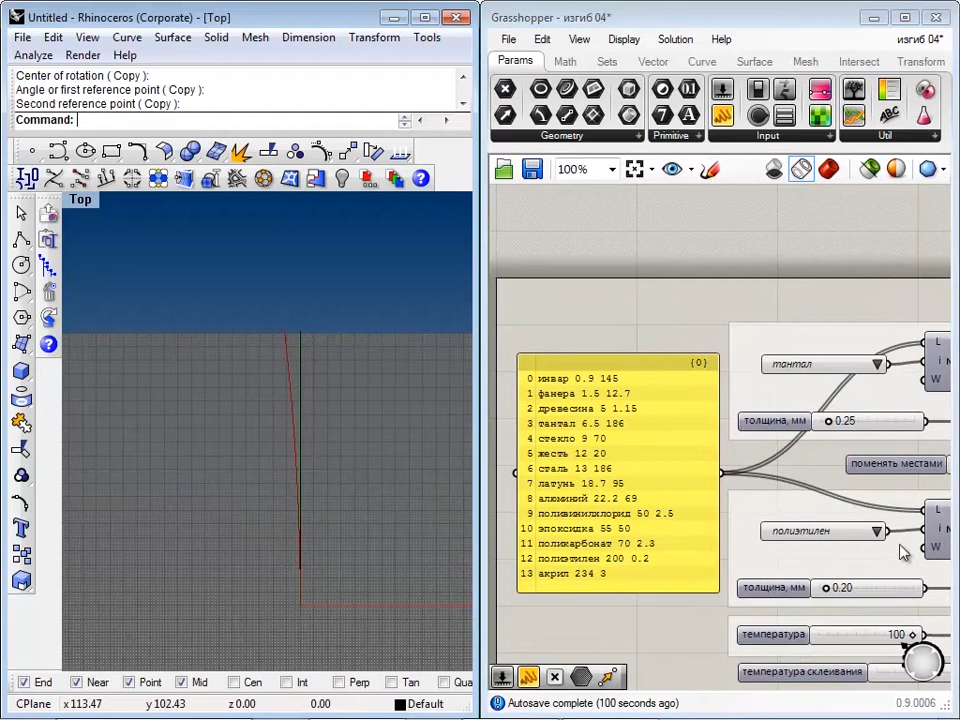 Untitled - Rhinoceros (Corporate) - [Top]
File Edit View Curve Surface Solid Mesh Dimension Transform Tools
Analyze Render Help
Center of rotation ( Copy ):
Angle or first reference point ( Copy ):
Second reference point ( Copy ):
Command:
Top
End Near Point Mid Cen Int Perp Tan Qua
CPlane x 113.47 y 102.43 z 0.00 0.00 Default
Grasshopper - изгиб 04*
File Edit View Display Solution Help изгиб 04*
Params Math Sets Vector Curve Surface Mesh Intersect Transform
Geometry Primitive Input Util
100%
{0}
0 инвар 0.9 145
1 фанера 1.5 12.7
2 древесина 5 1.15
3 тантал 6.5 186
4 стекло 9 70
5 жесть 12 20
6 сталь 13 186
7 латунь 18.7 95
8 алюминий 22.2 69
9 поливинилхлорид 50 2.5
10 эпоксидка 55 50
11 поликарбонат 70 2.3
12 полиэтилен 200 0.2
13 акрил 234 3
тантал
L
i
W
толщина, мм 0.25
поменять местами
полиэтилен
L
i
W
толщина, мм 0.20
температура 100
температура склеивания
Autosave complete (100 seconds ago) 0.9.0006